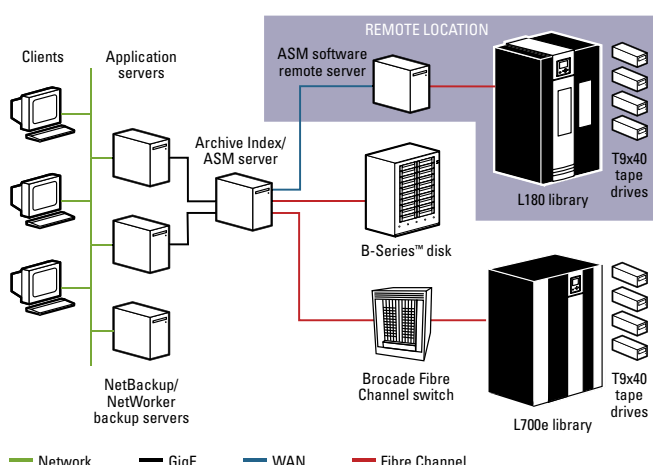 REMOTE LOCATION
Clients
Application
servers
ASM software
remote server
Archive Index/
ASM server
L180 library
T9x40
tape
drives
B-Series™ disk
NetBackup/
NetWorker
backup servers
Brocade Fibre
Channel switch
L700e library
T9x40
tape
drives
Network
GigE
WAN
Fibre Channel